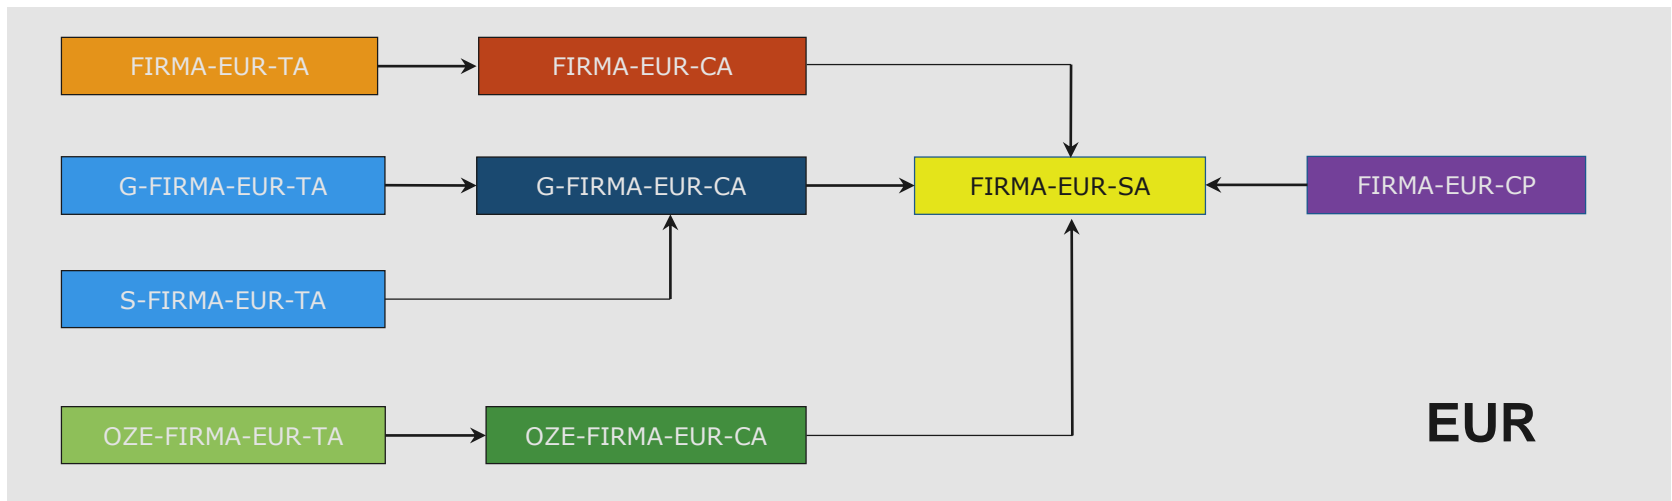 FIRMA-EUR-TA
FIRMA-EUR-CA
G-FIRMA-EUR-TA
G-FIRMA-EUR-CA
FIRMA-EUR-SA
FIRMA-EUR-CP
S-FIRMA-EUR-TA
OZE-FIRMA-EUR-TA
OZE-FIRMA-EUR-CA
EUR